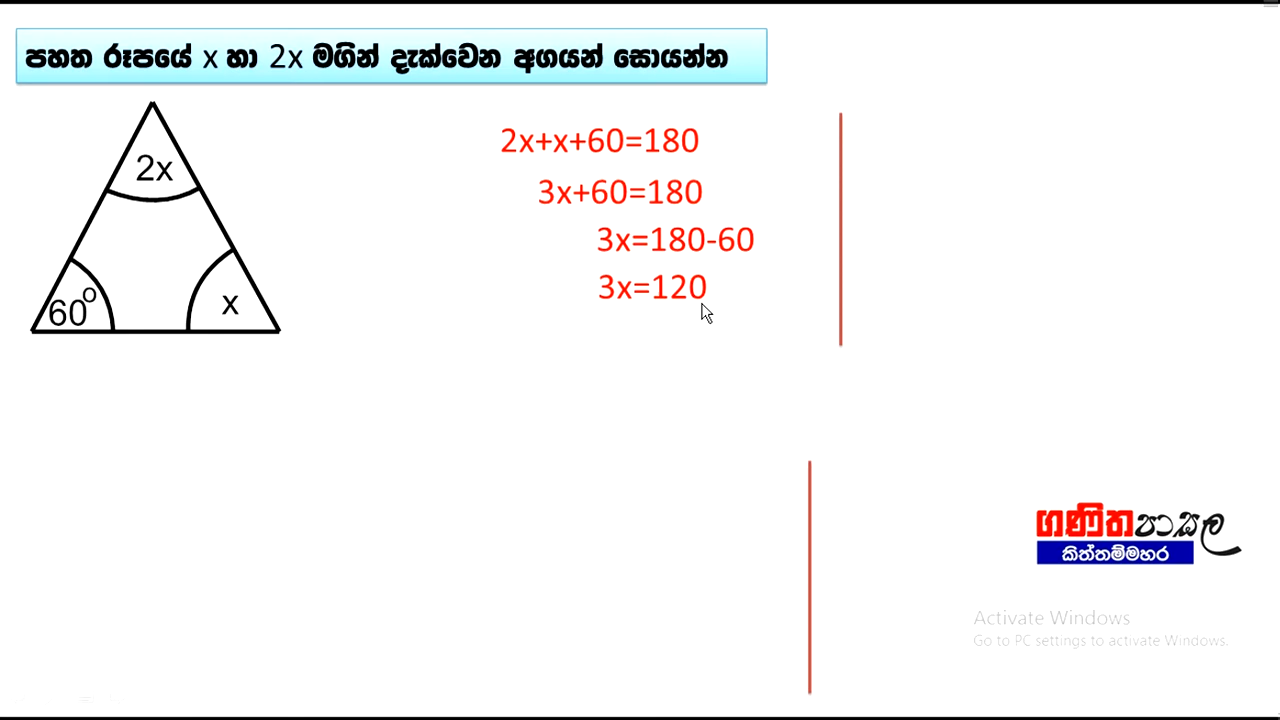 පහත රූපයේ x හා 2x මගින් දැක්වෙන අගයන් සොයන්න
2x
60°
x
2x+x+60=180
3x+60=180
3x=180-60
3x=120
ගණිත පාසල
කිත්තම්මහර
Activate Windows
Go to PC settings to activate Windows.